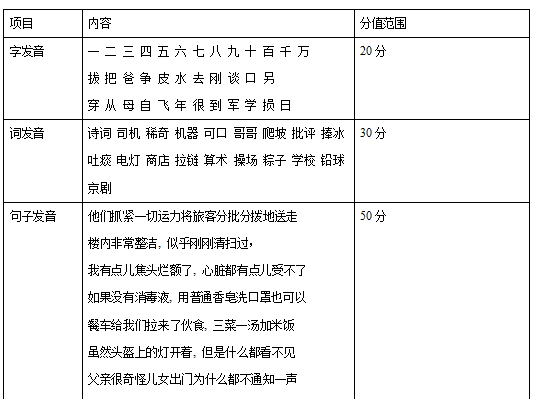 项目 内容 分值范围
字发音 一 二 三 四 五 六 七 八 九 十 百 千 万 20 分
拔 把 爸 争 皮 水 去 刚 谈 口 另
穿 从 母 自 飞 年 很 到 军 学 损 日
词发音 诗词 司机 稀奇 机器 可口 哥哥 爬坡 批评 捧冰 30 分
吐痰 电灯 商店 拉链 算术 操场 粽子 学校 铅球
京剧
句子发音 他们抓紧一切运力将旅客分批分拨地送走 50 分
楼内非常整洁, 似乎刚刚清扫过,
我有点儿焦头烂额了, 心脏都有点儿受不了
如果没有消毒液, 用普通香皂洗口罩也可以
餐车给我们拉来了伙食, 三菜一汤加米饭
虽然头盔上的灯开着, 但是什么都看不见
父亲很奇怪儿女出门为什么都不通知一声